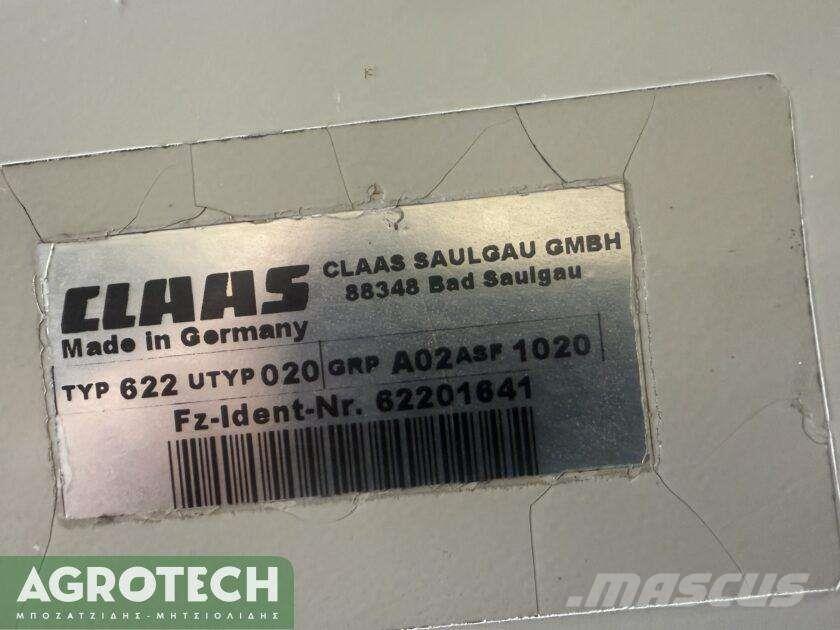 CLAAS
CLAAS SAULGAU GMBH
88348 Bad Saulgau
Made in Germany
TYP 622 UTYP 020 GRP A02 ASF 1020
Fz-Ident-Nr. 62201641
AGROTECH
ΜΠΟΖΑΤΖΙΔΗΣ-ΜΗΤΣΙΟΛΙΔΗΣ
MASCUS